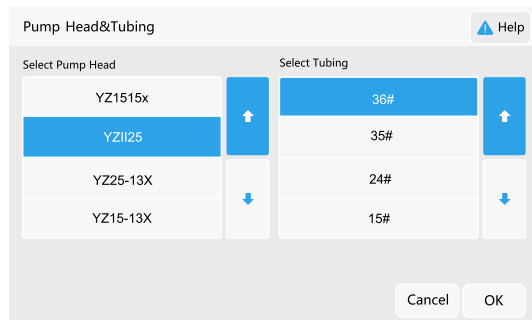 Pump Head&Tubing
Help
Select Pump Head
Select Tubing
YZ1515x
36#
YZII25
35#
YZ25-13X
24#
YZ15-13X
15#
Cancel
OK